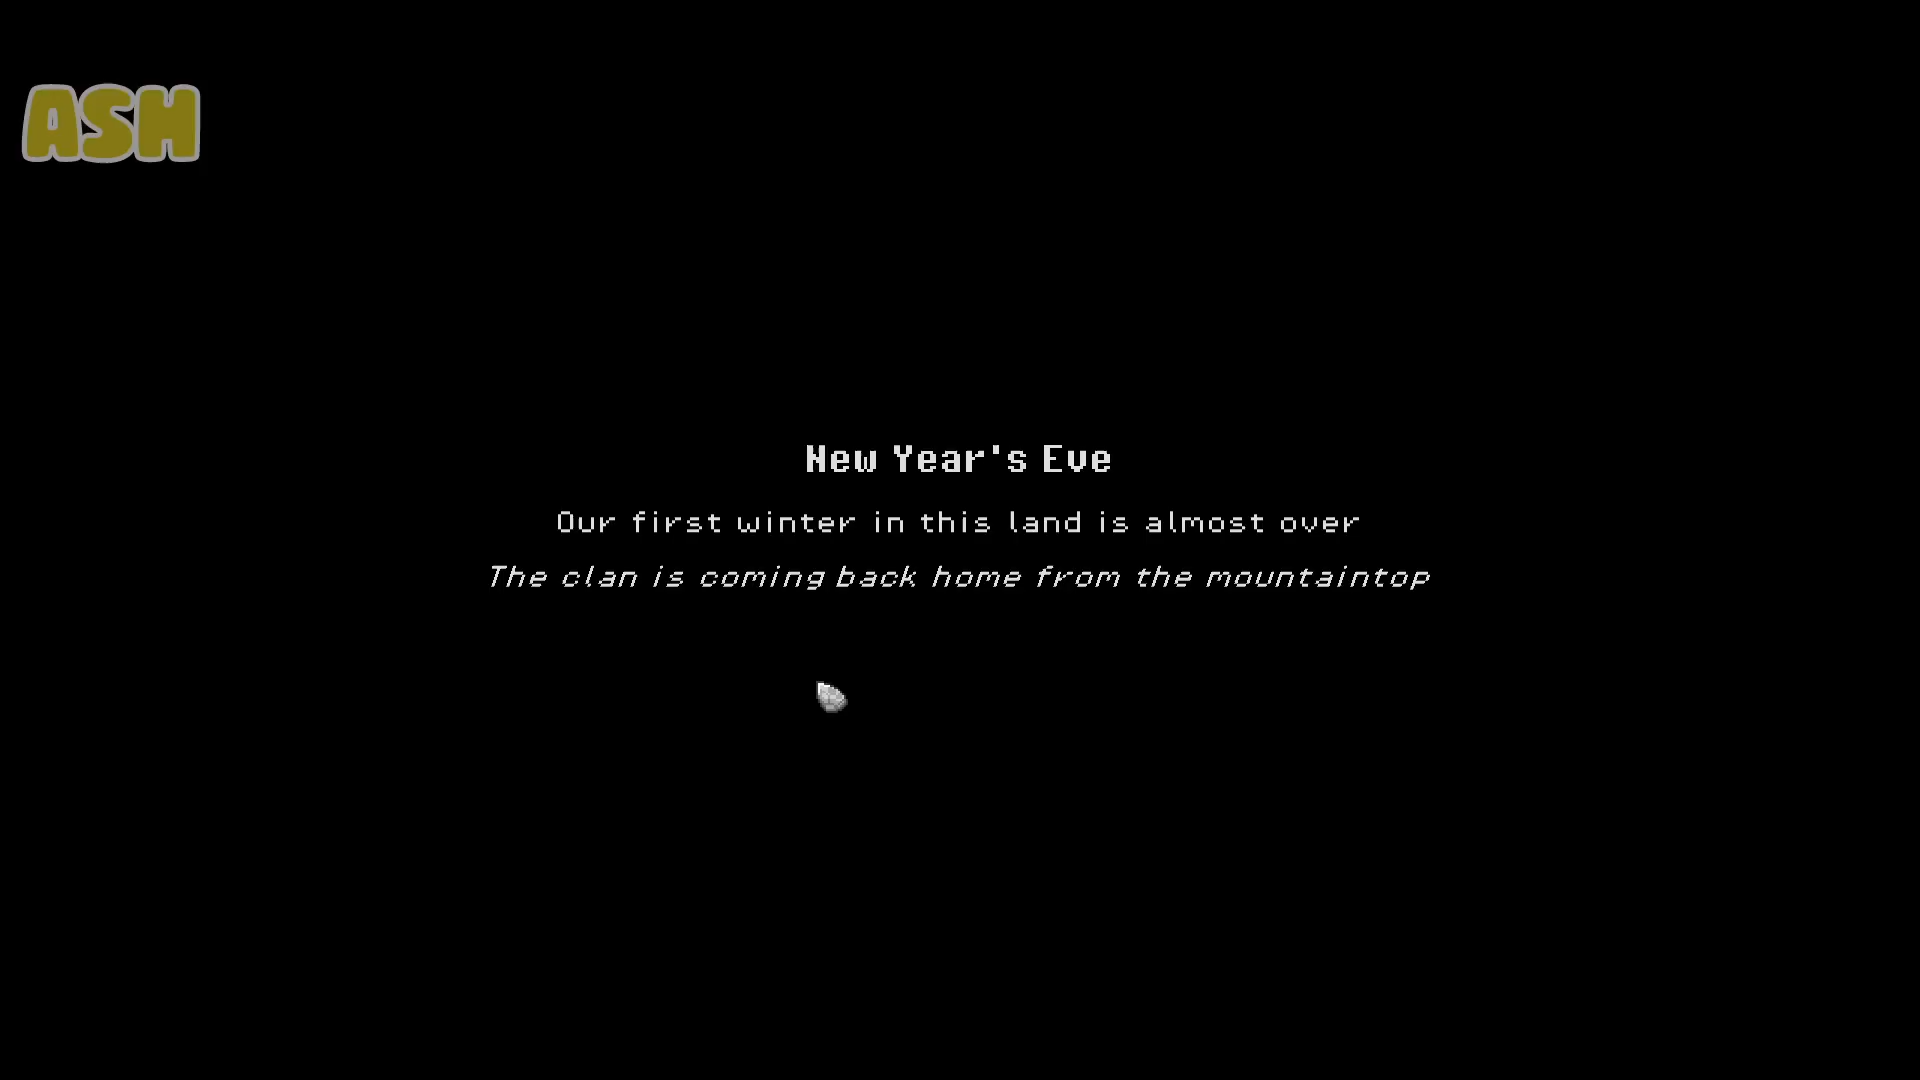 ASH
New Year's Eve
Our first winter in this land is almost over
The clan is coming back home from the mountaintop